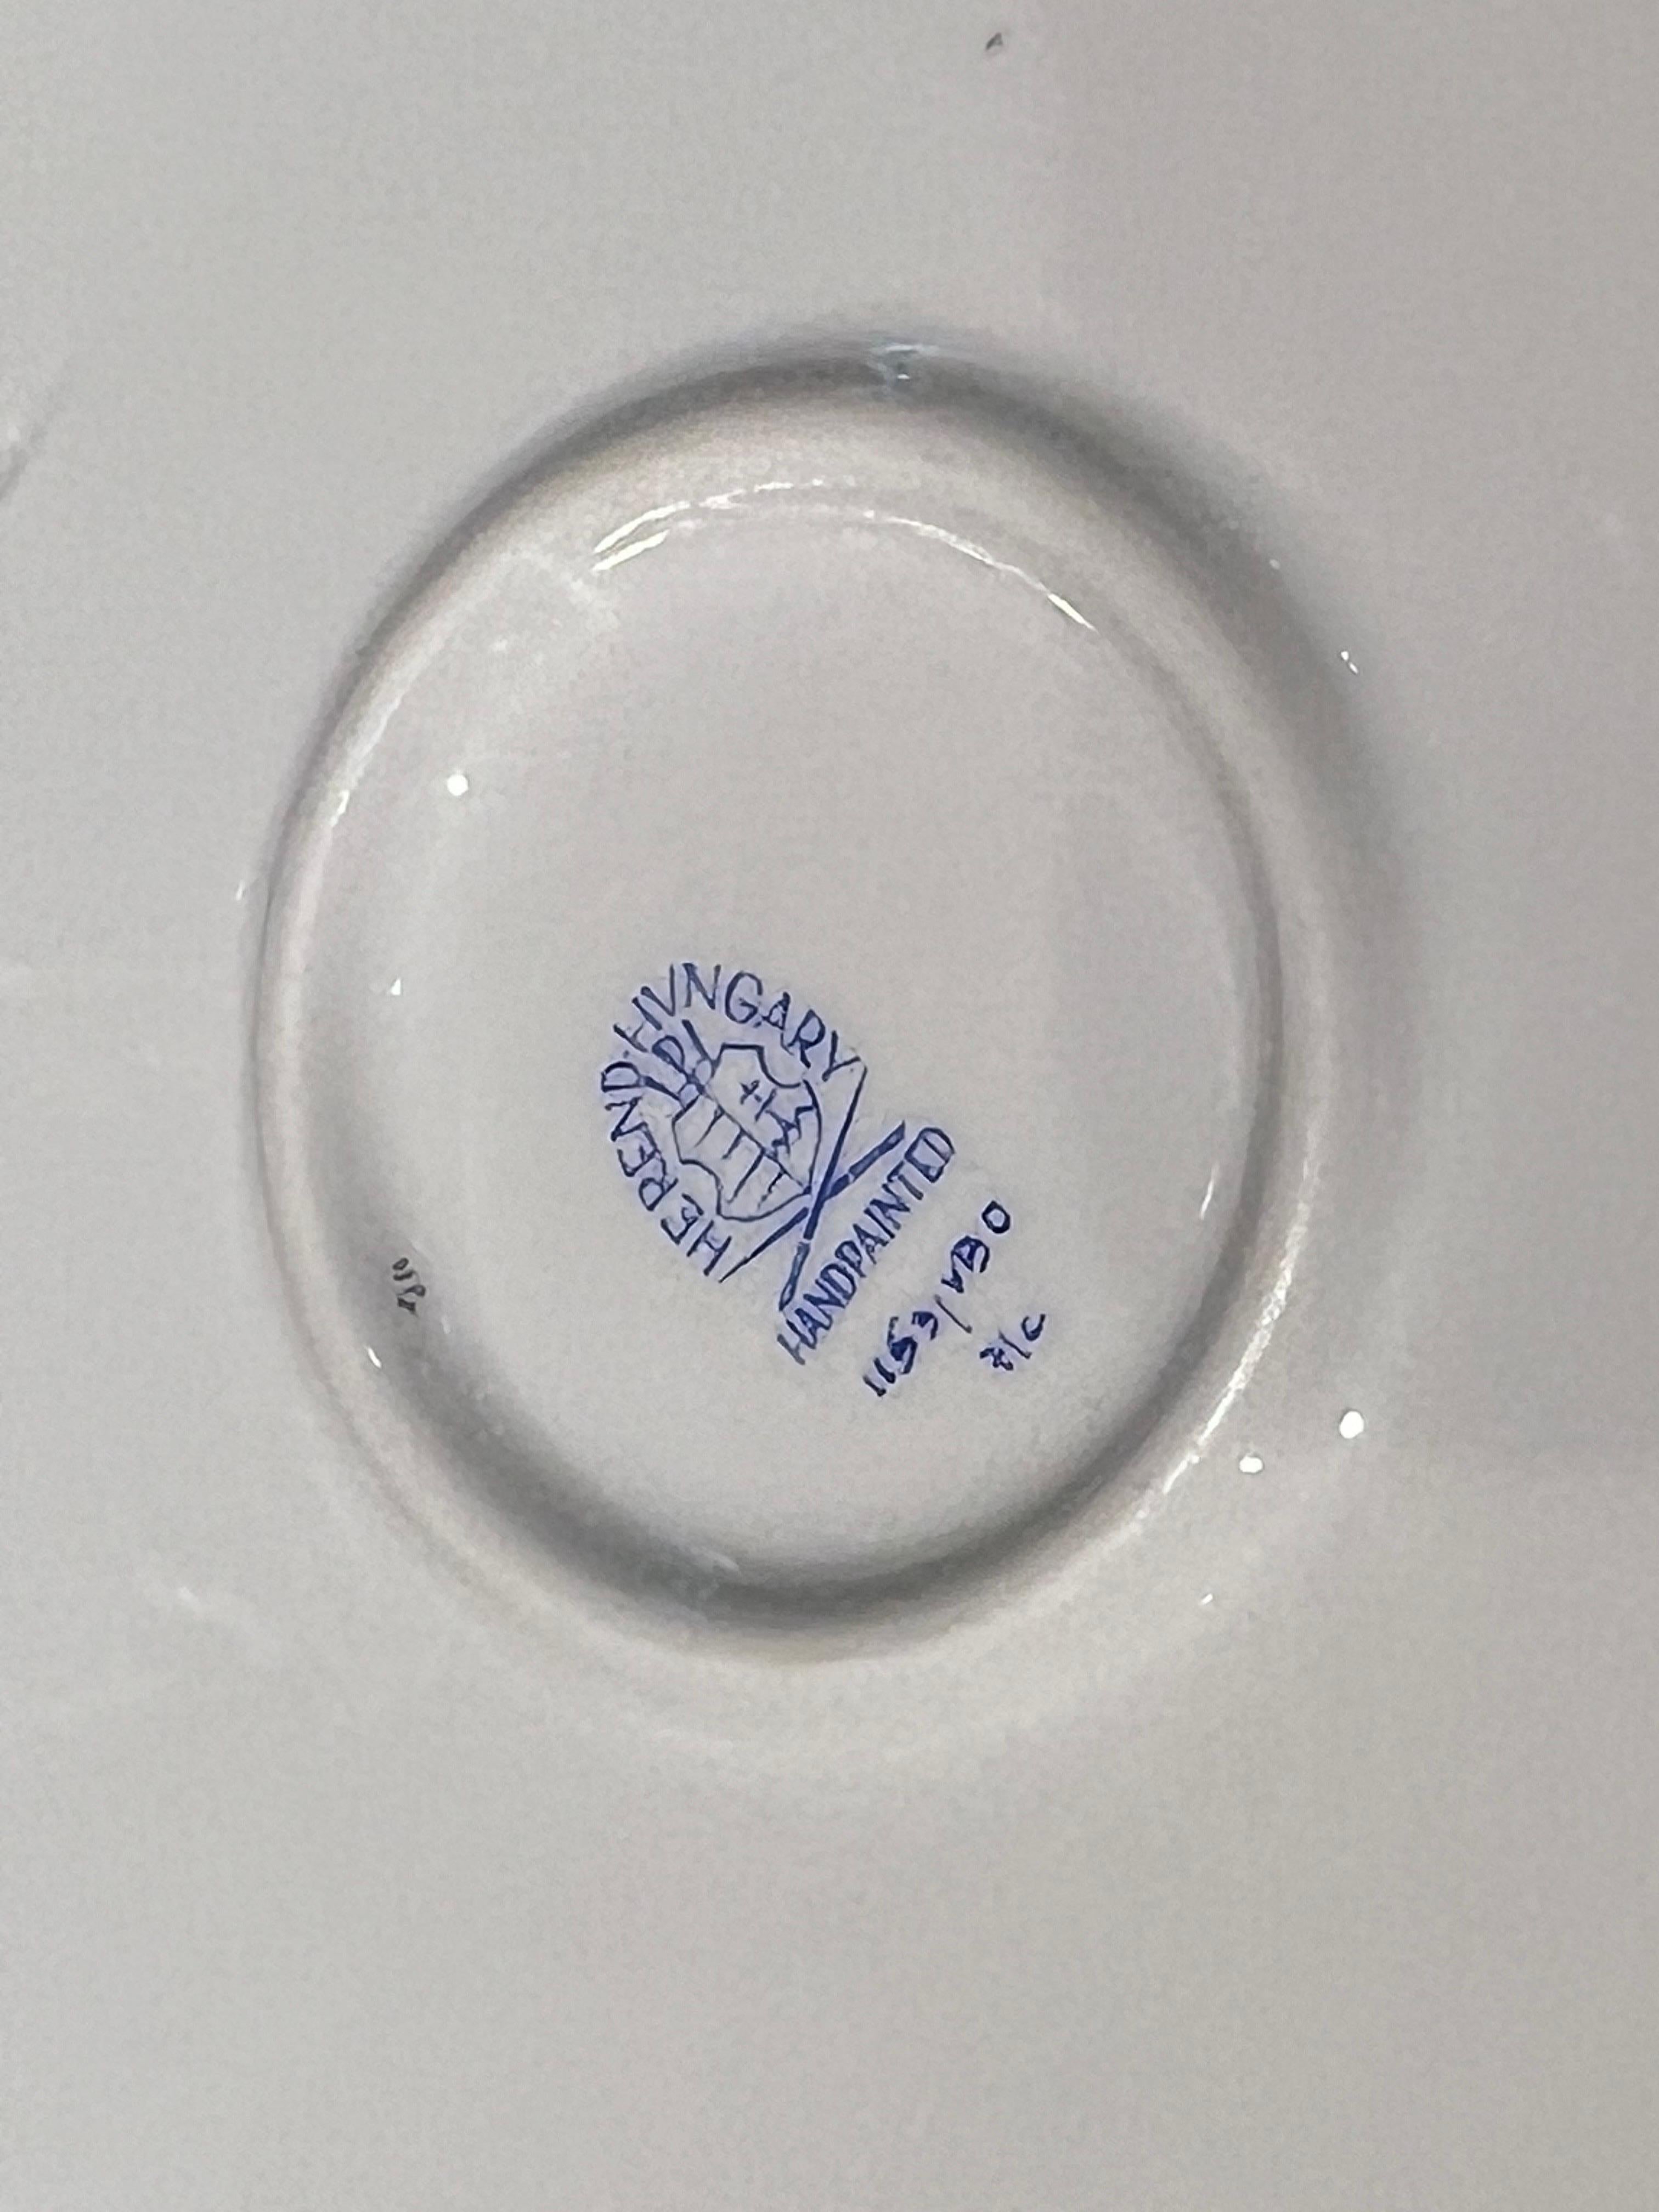 HEREND HVNGARY
HANDPAINTED
1153/VBO